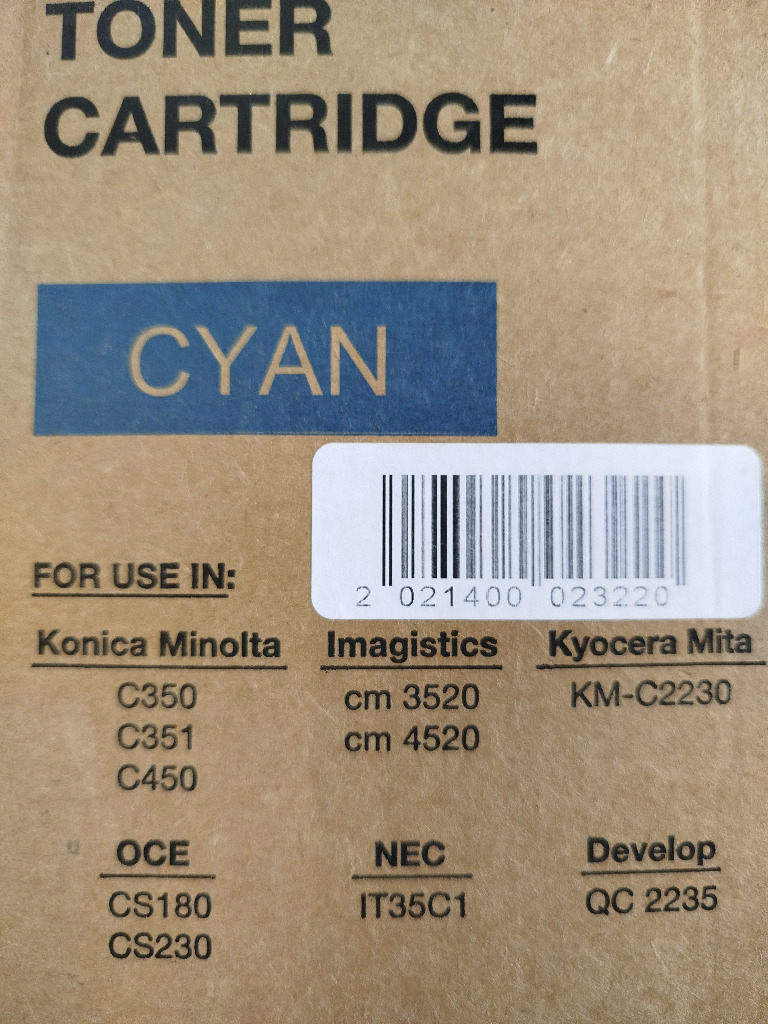 TONER
CARTRIDGE
CYAN
2 021400 023220
FOR USE IN:
Konica Minolta Imagistics Kyocera Mita
C350 cm 3520 KM-C2230
C351 cm 4520
C450
OCE NEC Develop
CS180 IT35C1 QC 2235
CS230